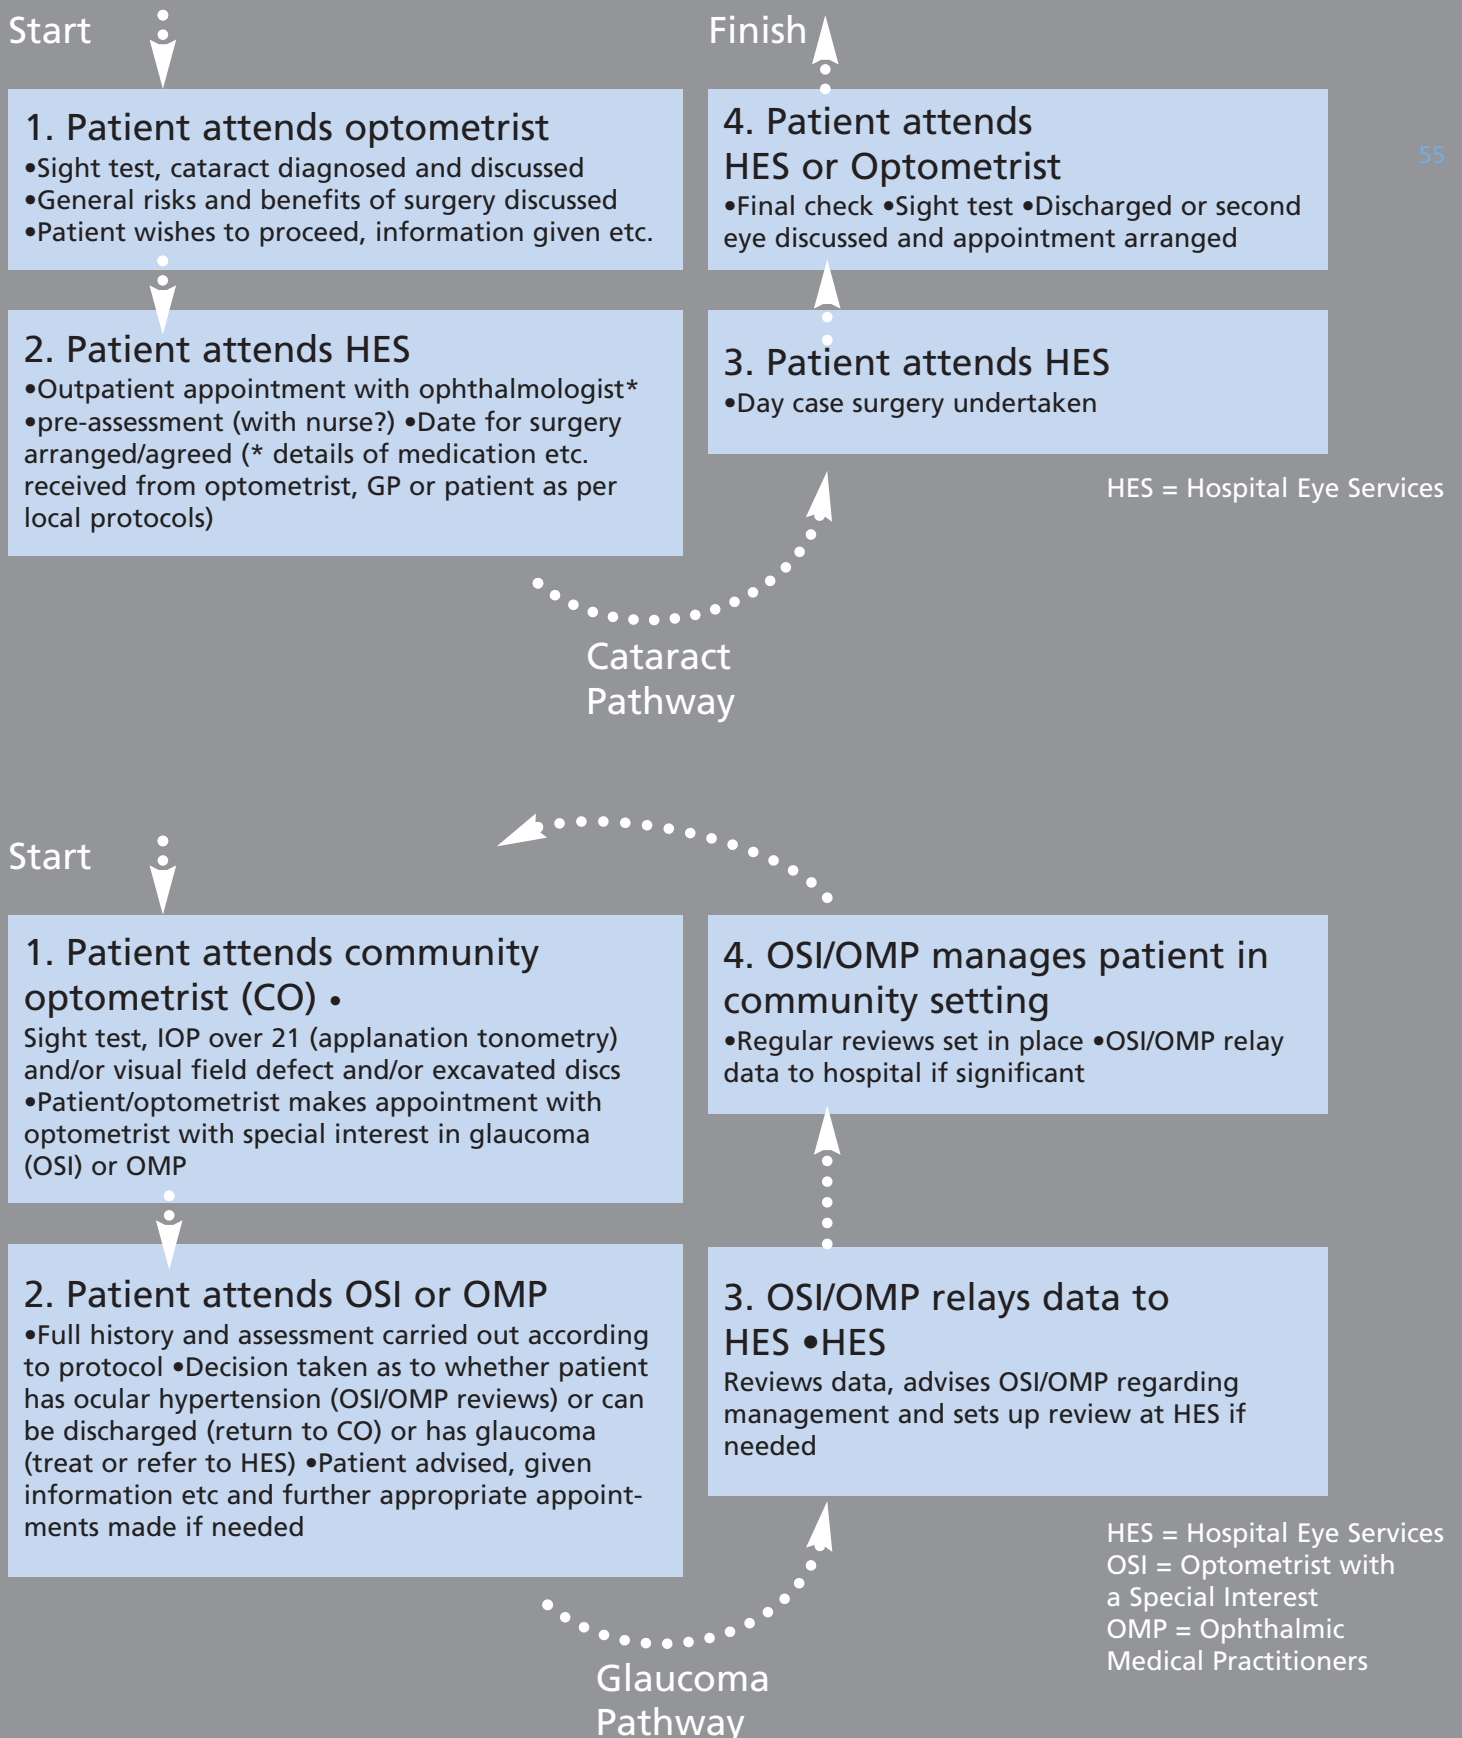 Start
1. Patient attends optometrist
•Sight test, cataract diagnosed and discussed
•General risks and benefits of surgery discussed
•Patient wishes to proceed, information given etc.
2. Patient attends HES
•Outpatient appointment with ophthalmologist*
•pre-assessment (with nurse?) •Date for surgery
arranged/agreed (* details of medication etc.
received from optometrist, GP or patient as per
local protocols)
Finish
4. Patient attends
HES or Optometrist
•Final check •Sight test •Discharged or second
eye discussed and appointment arranged
55
3. Patient attends HES
•Day case surgery undertaken
HES = Hospital Eye Services
Cataract
Pathway
Start
1. Patient attends community
optometrist (CO) •
Sight test, IOP over 21 (applanation tonometry)
and/or visual field defect and/or excavated discs
•Patient/optometrist makes appointment with
optometrist with special interest in glaucoma
(OSI) or OMP
2. Patient attends OSI or OMP
•Full history and assessment carried out according
to protocol •Decision taken as to whether patient
has ocular hypertension (OSI/OMP reviews) or can
be discharged (return to CO) or has glaucoma
(treat or refer to HES) •Patient advised, given
information etc and further appropriate appoint-
ments made if needed
4. OSI/OMP manages patient in
community setting
•Regular reviews set in place •OSI/OMP relay
data to hospital if significant
3. OSI/OMP relays data to
HES •HES
Reviews data, advises OSI/OMP regarding
management and sets up review at HES if
needed
HES = Hospital Eye Services
OSI = Optometrist with
a Special Interest
OMP = Ophthalmic
Medical Practitioners
Glaucoma
Pathway